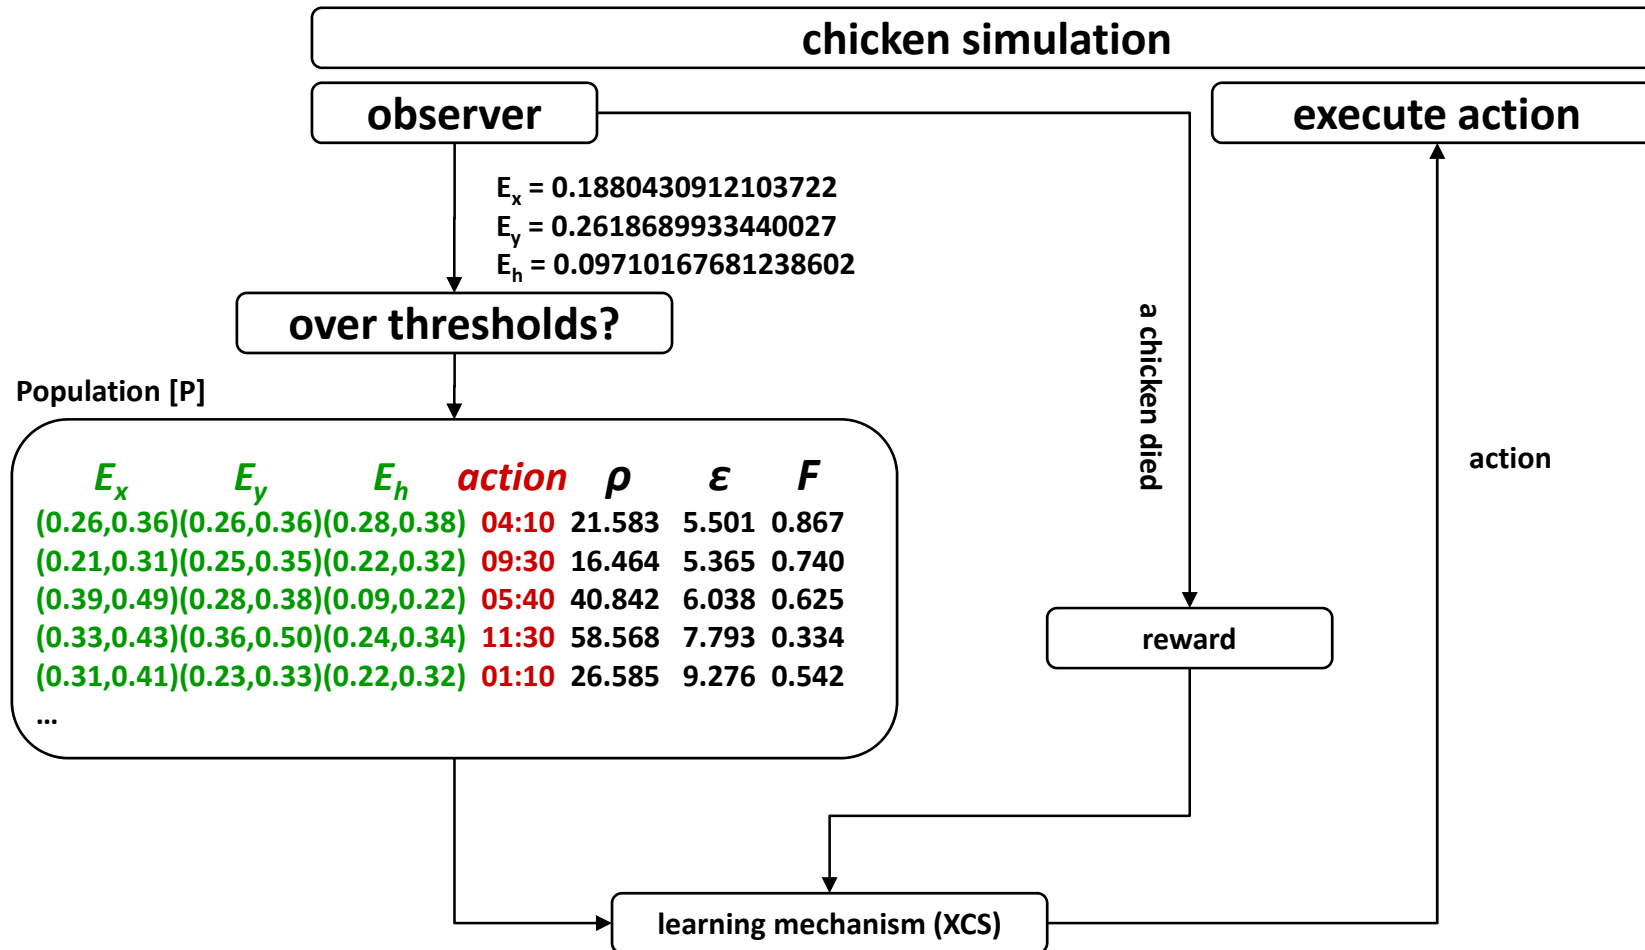 chicken simulation
observer
execute action
E_x = 0.1880430912103722
E_y = 0.2618689933440027
E_h = 0.09710167681238602
over thresholds?
a chicken died
Population [P]
E_x E_y E_h action ρ ε F
(0.26,0.36)(0.26,0.36)(0.28,0.38) 04:10 21.583 5.501 0.867
(0.21,0.31)(0.25,0.35)(0.22,0.32) 09:30 16.464 5.365 0.740
(0.39,0.49)(0.28,0.38)(0.09,0.22) 05:40 40.842 6.038 0.625
(0.33,0.43)(0.36,0.50)(0.24,0.34) 11:30 58.568 7.793 0.334
(0.31,0.41)(0.23,0.33)(0.22,0.32) 01:10 26.585 9.276 0.542
...
action
reward
learning mechanism (XCS)